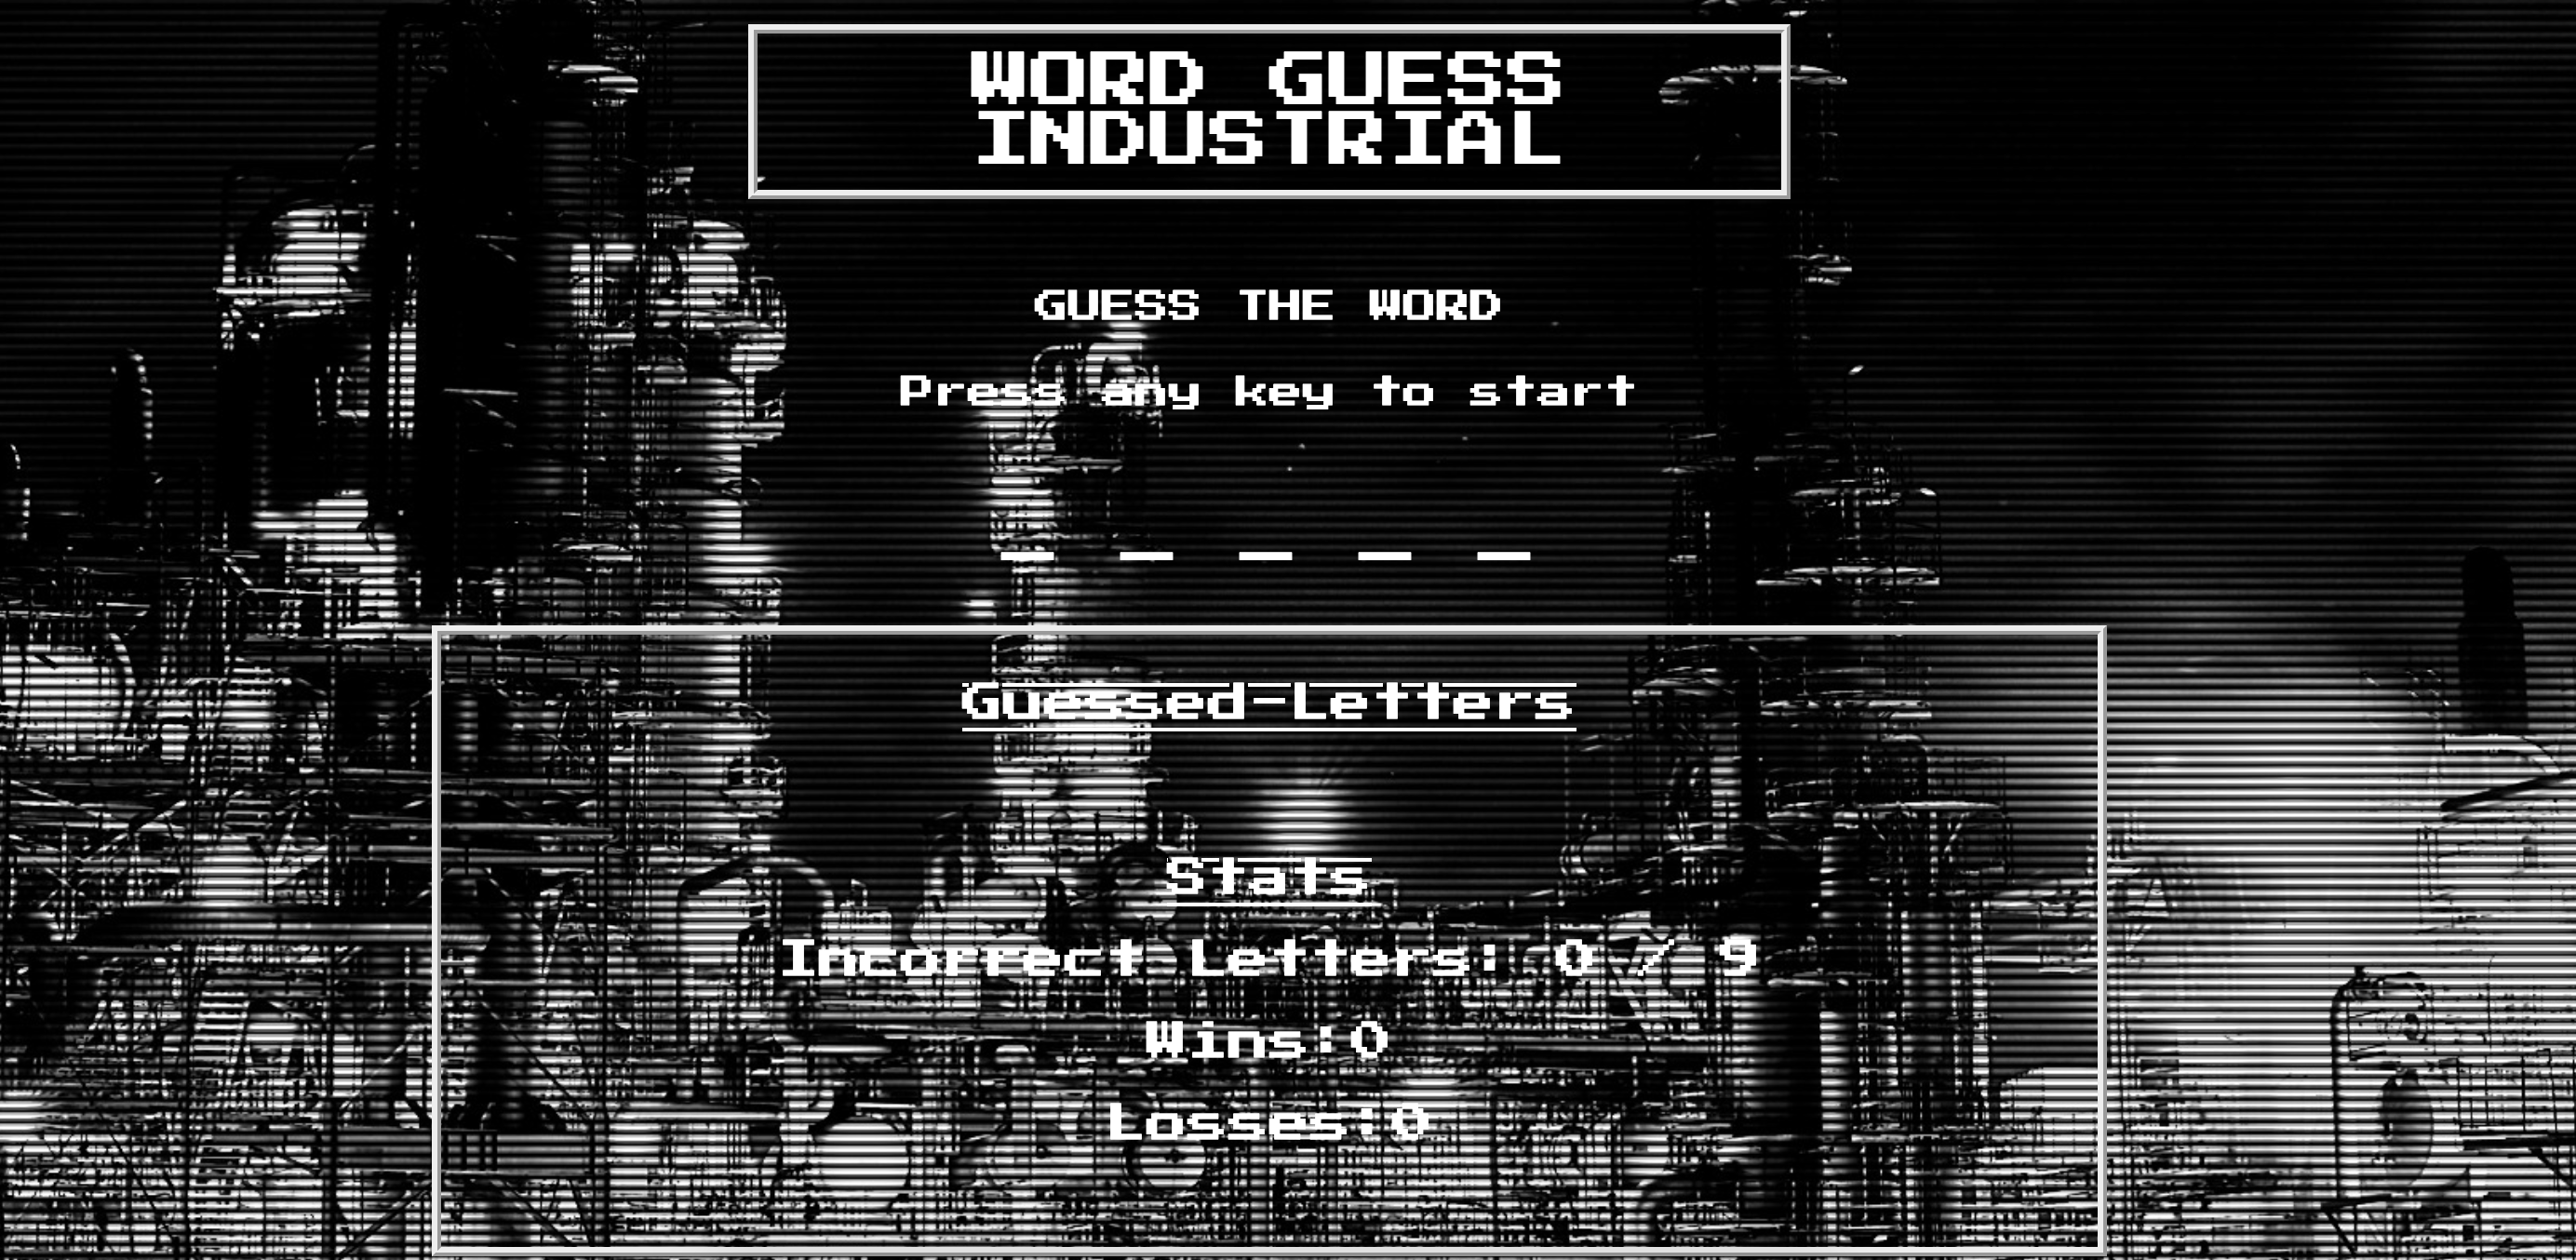 WORD GUESS
INDUSTRIAL
GUESS THE WORD
Press any key to start
_ _ _ _ _
Guessed-Letters
Stats
Incorrect Letters: 0 / 9
Wins:0
Losses:0